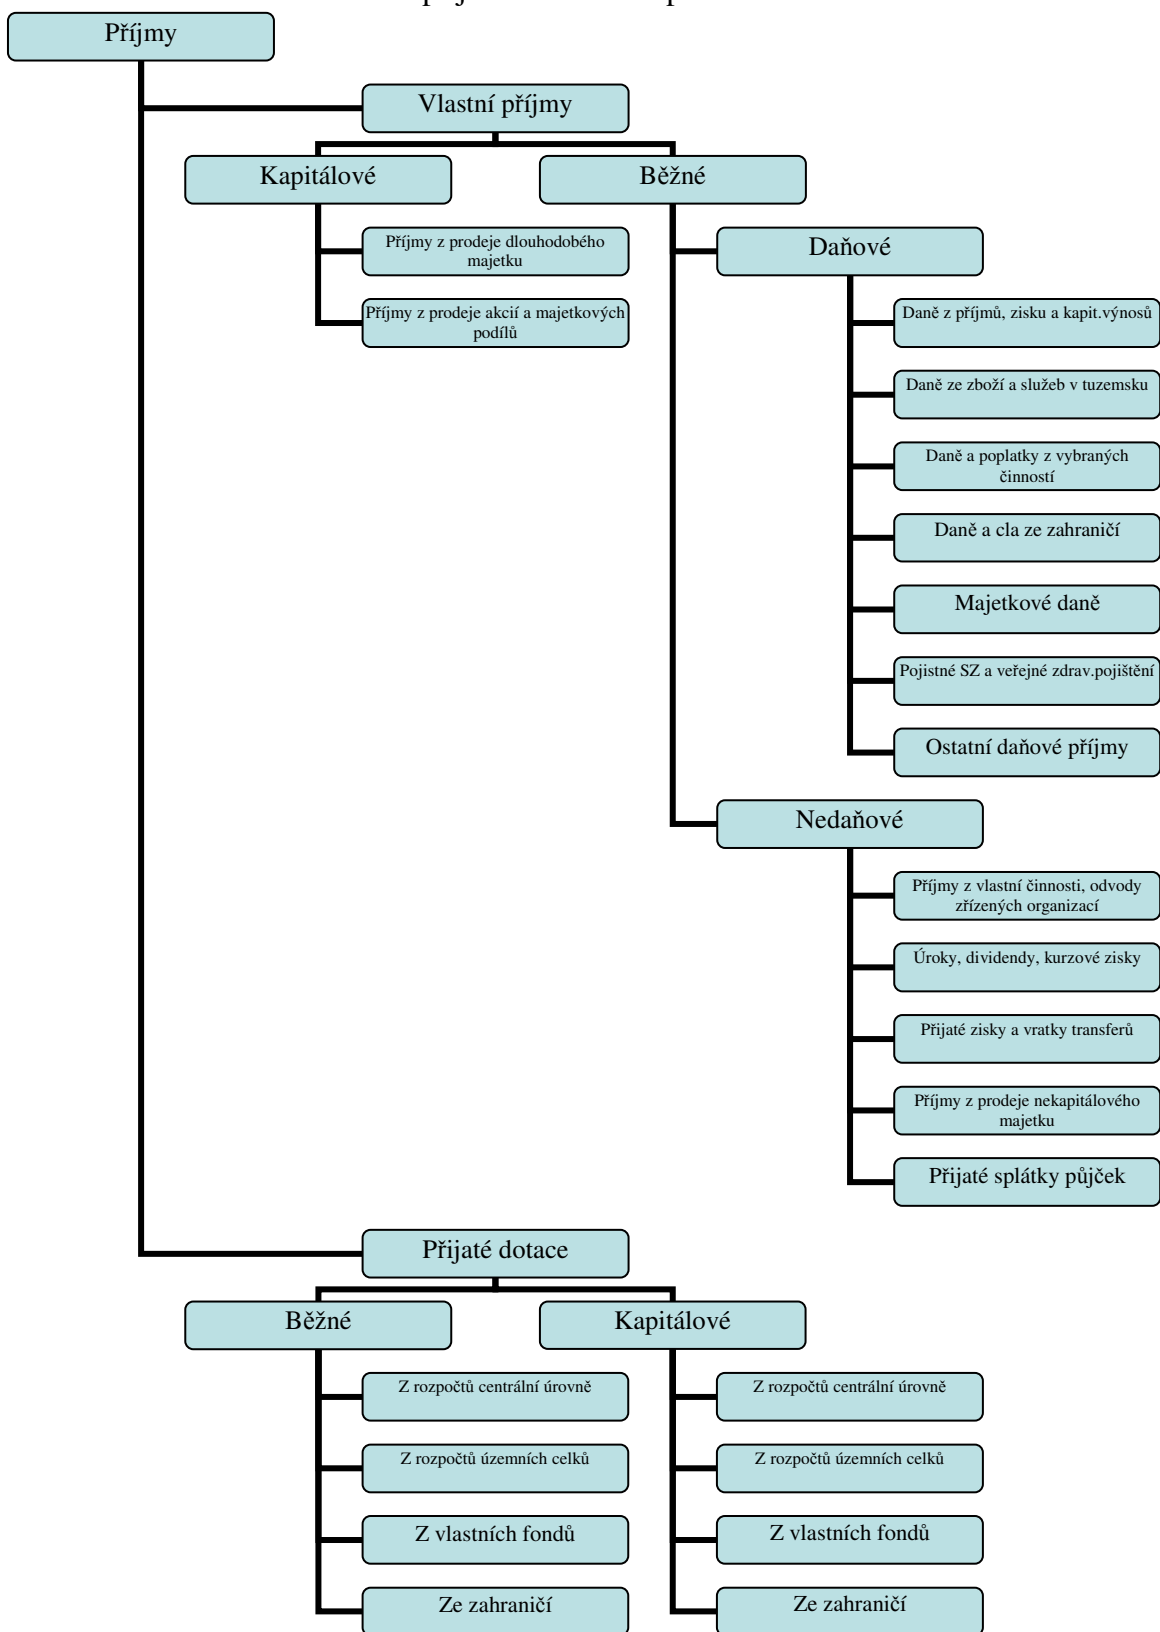 Příjmy
Vlastní příjmy
Kapitálové
Běžné
Příjmy z prodeje dlouhodobého
majetku
Daňové
Příjmy z prodeje akcií a majetkových
podílů
Daně z příjmů, zisku a kapit.výnosů
Daně ze zboží a služeb v tuzemsku
Daně a poplatky z vybraných
činností
Daně a cla ze zahraničí
Majetkové daně
Pojistné SZ a veřejné zdrav.pojištění
Ostatní daňové příjmy
Nedaňové
Příjmy z vlastní činnosti, odvody
zřízených organizací
Úroky, dividendy, kurzové zisky
Přijaté zisky a vratky transferů
Příjmy z prodeje nekapitálového
majetku
Přijaté splátky půjček
Přijaté dotace
Běžné
Kapitálové
Z rozpočtů centrální úrovně
Z rozpočtů centrální úrovně
Z rozpočtů územních celků
Z rozpočtů územních celků
Z vlastních fondů
Z vlastních fondů
Ze zahraničí
Ze zahraničí